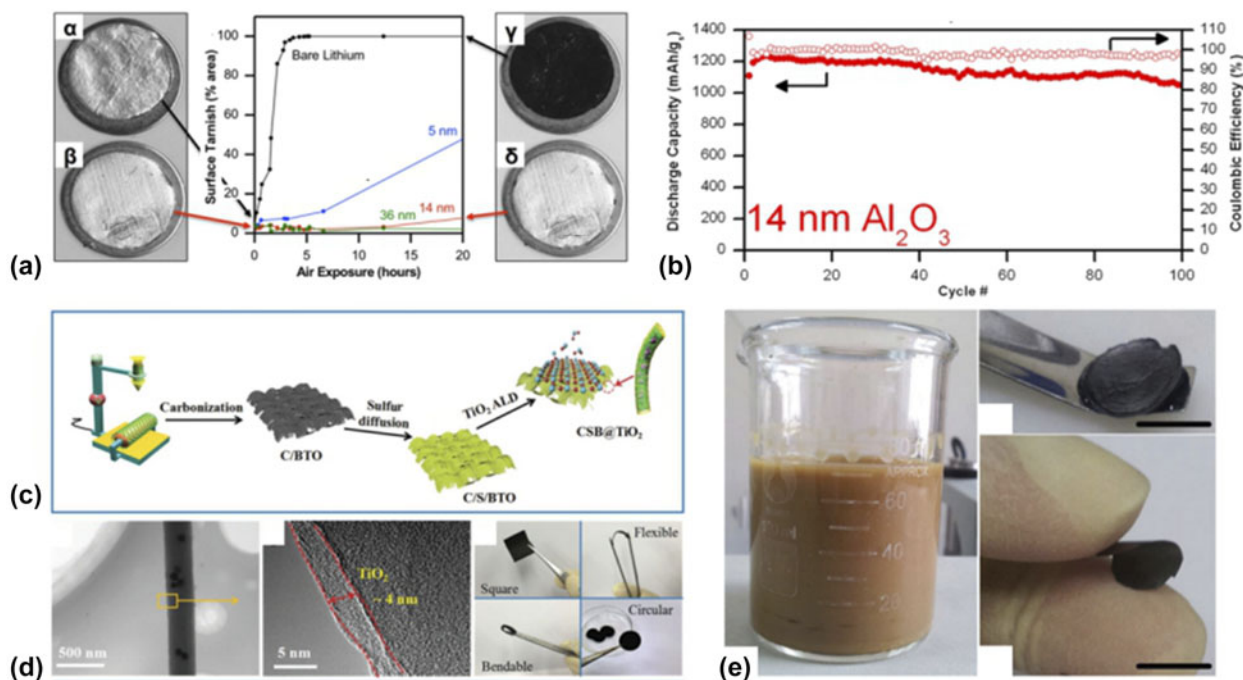 α
β
γ
δ
Surface Tarnish (% area)
100
80
60
40
20
0
Bare Lithium
5 nm
14 nm
36 nm
0
5
10
15
20
Air Exposure (hours)
(a)
Discharge Capacity (mAh/gs)
1400
1200
1000
800
600
400
200
0
110
100
90
80
70
60
50
40
30
20
10
0
Coulombic Efficiency (%)
14 nm Al2O3
0
20
40
60
80
100
Cycle #
(b)
Carbonization
C/BTO
Sulfur
diffusion
C/S/BTO
TiO2 ALD
CSB@TiO2
(c)
500 nm
TiO2
~ 4 nm
5 nm
Square
Flexible
Bendable
Circular
(d)
APPROX
60
40
20
(e)